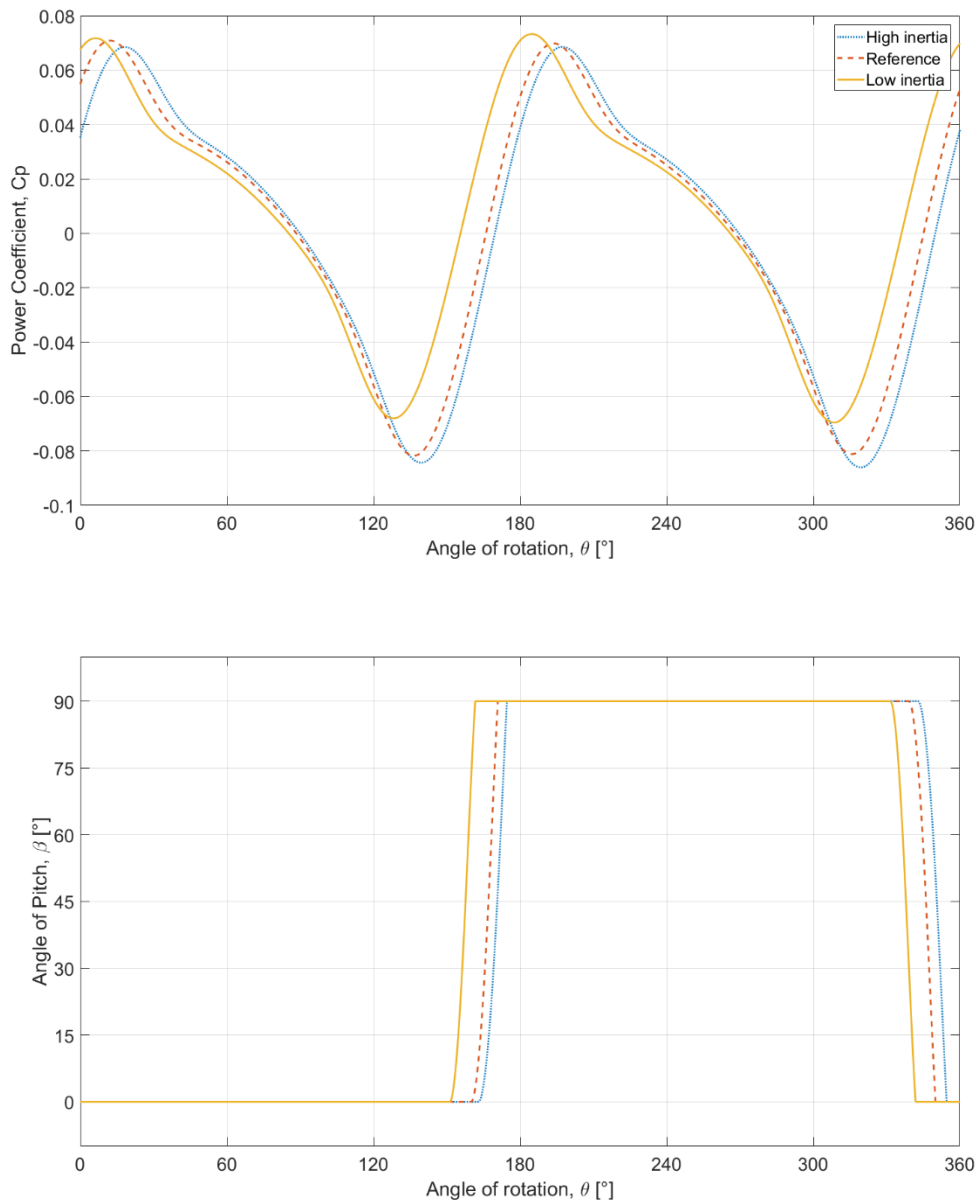 0.08
0.06
0.04
0.02
0
-0.02
-0.04
-0.06
-0.08
-0.1
Power Coefficient, Cp
High inertia
Reference
Low inertia
0 60 120 180 240 300 360
Angle of rotation, θ [°]
90
75
60
45
30
15
0
Angle of Pitch, β [°]
0 60 120 180 240 300 360
Angle of rotation, θ [°]